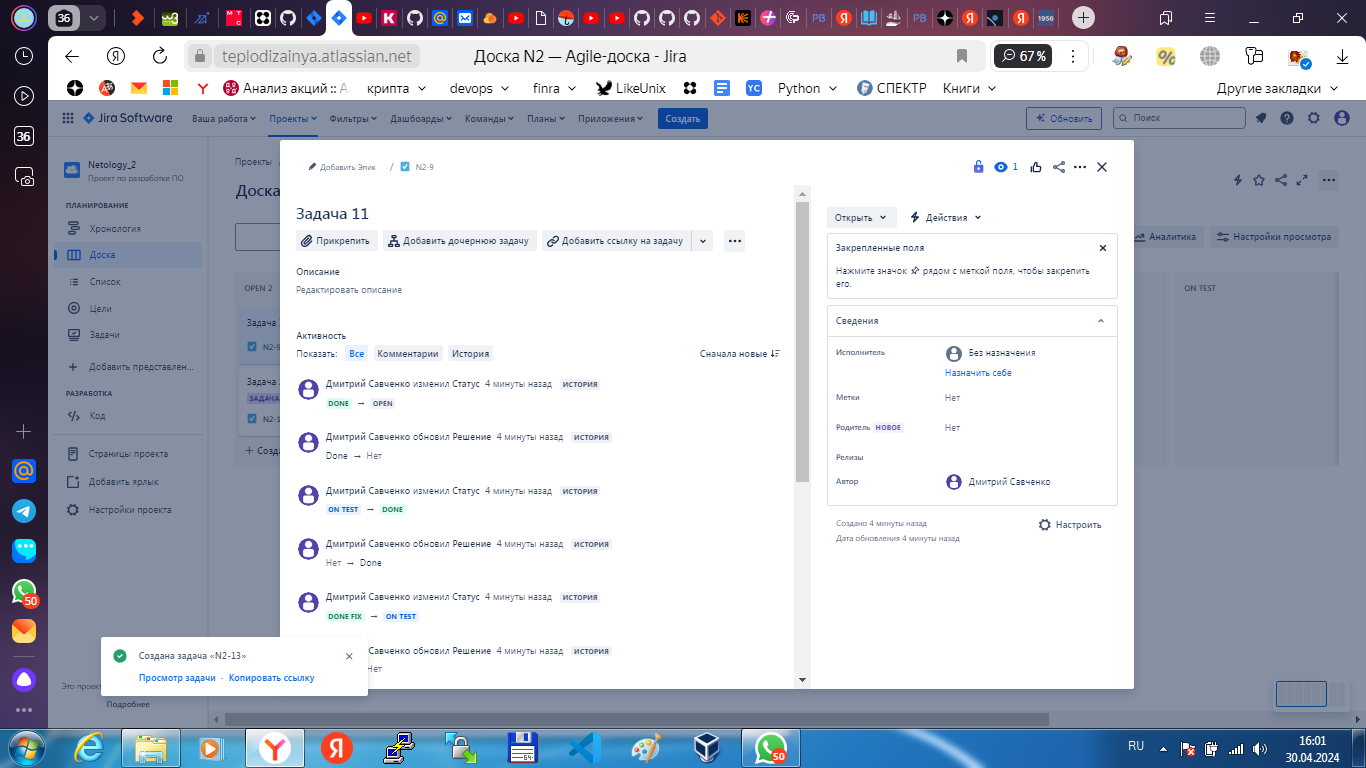 36
МТС
РВ
Я
РВ
Я
Я
1956
teplodizainya.atlassian.net
Доска N2 — Agile-доска - Jira
67 %
Анализ акций :: А
крипта
devops
finra
LikeUnix
Python
СПЕКТР
Книги
Другие закладки
36
Jira Software
Ваша работа
Проекты
Фильтры
Дашборды
Команды
Планы
Приложения
Создать
Обновить
Поиск
Netology_2
Проект по разработке ПО
ПЛАНИРОВАНИЕ
Хронология
Доска
Список
Цели
Задачи
Добавить представлен...
РАЗРАБОТКА
Код
Страницы проекта
Добавить ярлык
Настройки проекта
Подробнее
Проекты
Доска
OPEN 2
Задача
N2-9
Задача
ЗАДАЧА
Аналитика
Настройки просмотра
ON TEST
Добавить Эпик / N2-9
1
Задача 11
Прикрепить
Добавить дочернюю задачу
Добавить ссылку на задачу
Описание
Редактировать описание
Активность
Показать: Все Комментарии История
Сначала новые
Дмитрий Савченко изменил Статус 4 минуты назад ИСТОРИЯ
DONE → OPEN
Дмитрий Савченко обновил Решение 4 минуты назад ИСТОРИЯ
Done → Нет
Дмитрий Савченко изменил Статус 4 минуты назад ИСТОРИЯ
ON TEST → DONE
Дмитрий Савченко обновил Решение 4 минуты назад ИСТОРИЯ
Нет → Done
Дмитрий Савченко изменил Статус 4 минуты назад ИСТОРИЯ
DONE FIX → ON TEST
Савченко обновил Решение 4 минуты назад ИСТОРИЯ
Нет
Открыть
Действия
Закрепленные поля
Нажмите значок рядом с меткой поля, чтобы закрепить
его.
Сведения
Исполнитель
Без назначения
Назначить себе
Метки
Нет
Родитель НОВОЕ
Нет
Релизы
Автор
Дмитрий Савченко
Создано 4 минуты назад
Дата обновления 4 минуты назад
Настроить
Создана задача «N2-13»
Просмотр задачи · Копировать ссылку
50
RU
16:01
30.04.2024
50